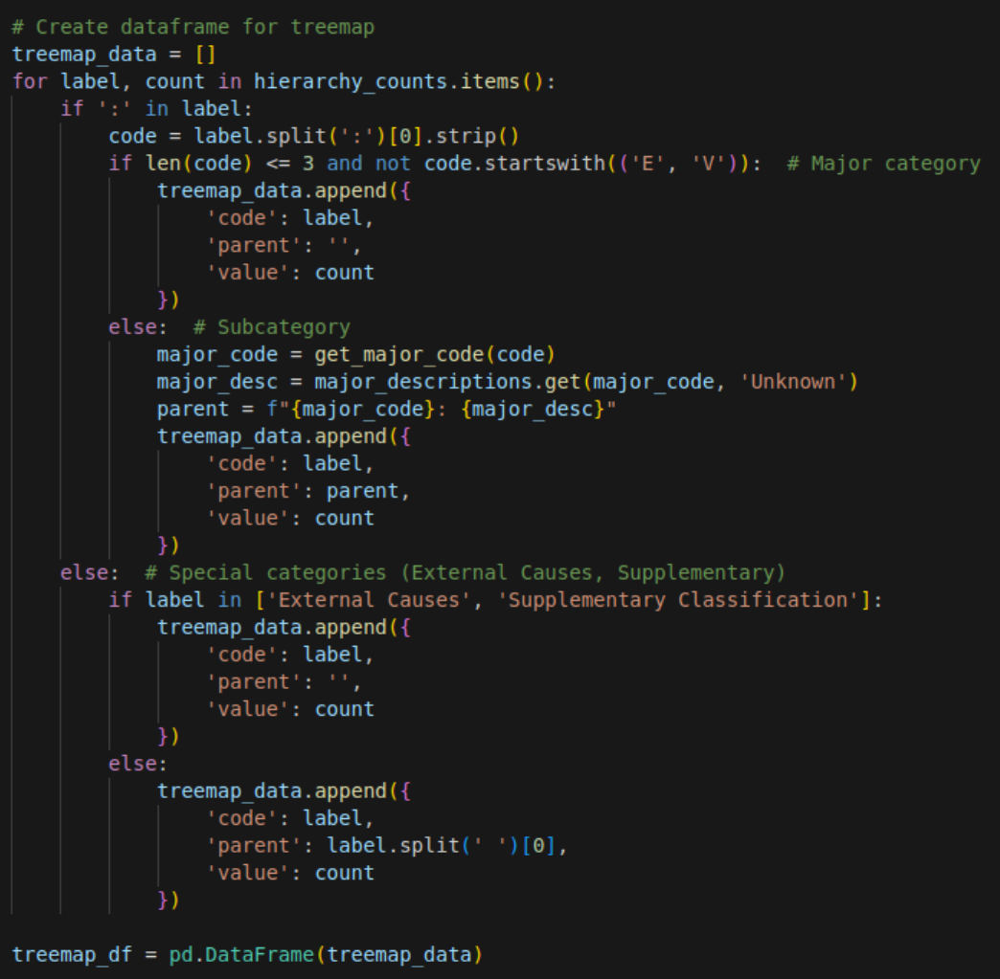 # Create dataframe for treemap
treemap_data = []
for label, count in hierarchy_counts.items():
    if ':' in label:
        code = label.split(':')[0].strip()
        if len(code) <= 3 and not code.startswith(('E', 'V')):  # Major category
            treemap_data.append({
                'code': label,
                'parent': '',
                'value': count
            })
        else:  # Subcategory
            major_code = get_major_code(code)
            major_desc = major_descriptions.get(major_code, 'Unknown')
            parent = f"{major_code}: {major_desc}"
            treemap_data.append({
                'code': label,
                'parent': parent,
                'value': count
            })
    else:  # Special categories (External Causes, Supplementary)
        if label in ['External Causes', 'Supplementary Classification']:
            treemap_data.append({
                'code': label,
                'parent': '',
                'value': count
            })
        else:
            treemap_data.append({
                'code': label,
                'parent': label.split(' ')[0],
                'value': count
            })

treemap_df = pd.DataFrame(treemap_data)